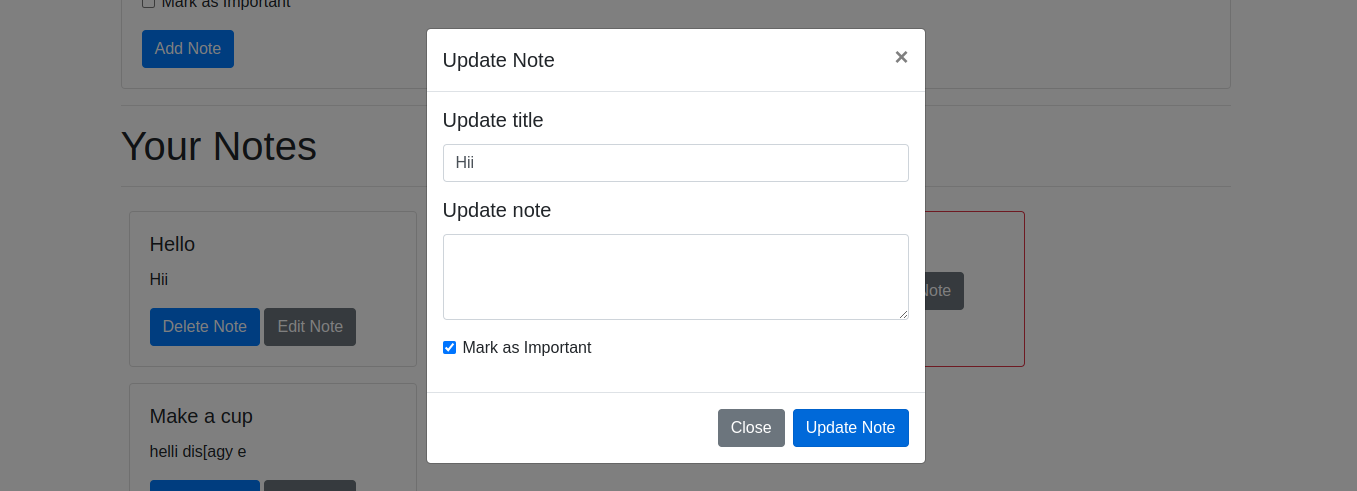 Mark as Important
Add Note
Update Note
×
Update title
Hii
Your Notes
Update note
Hello
Hii
Delete Note Edit Note
Note
Mark as Important
Make a cup
helli dis[agy e
Close Update Note